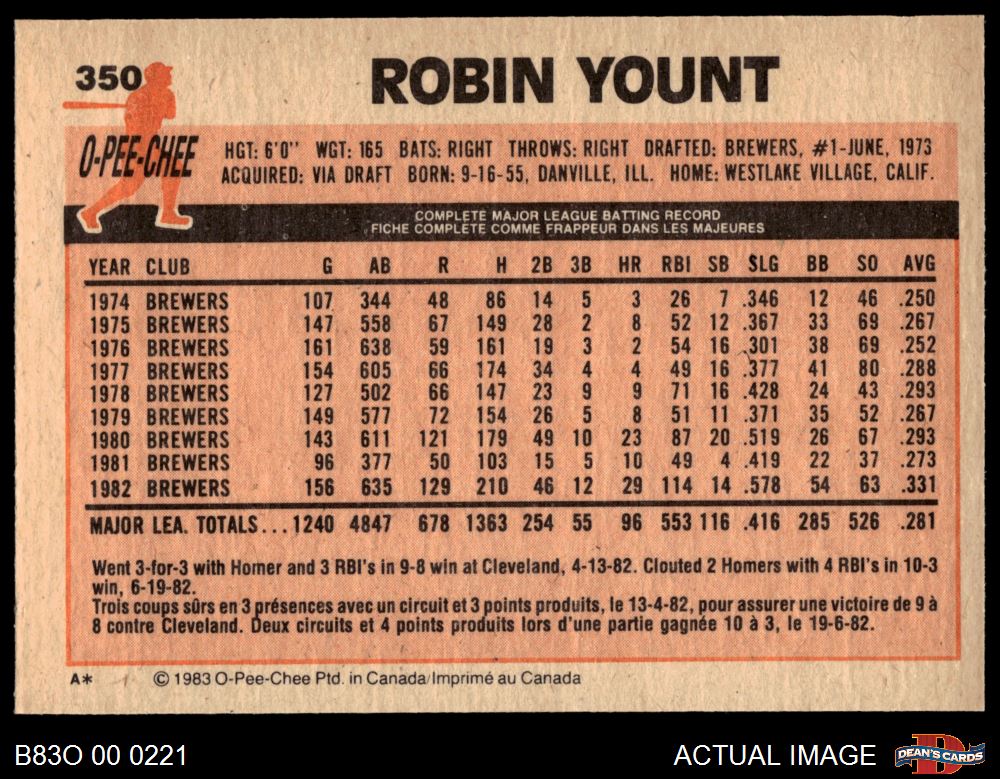 350
ROBIN YOUNT
O-PEE-CHEE
HGT: 6'0" WGT: 165 BATS: RIGHT THROWS: RIGHT DRAFTED: BREWERS, #1-JUNE, 1973
ACQUIRED: VIA DRAFT BORN: 9-16-55, DANVILLE, ILL. HOME: WESTLAKE VILLAGE, CALIF.
COMPLETE MAJOR LEAGUE BATTING RECORD
FICHE COMPLETE COMME FRAPPEUR DANS LES MAJEURES
YEAR CLUB G AB R H 2B 3B HR RBI SB SLG BB SO AVG
1974 BREWERS 107 344 48 86 14 5 3 26 7 .346 12 46 .250
1975 BREWERS 147 558 67 149 28 2 8 52 12 .367 33 69 .267
1976 BREWERS 161 638 59 161 19 3 2 54 16 .301 38 69 .252
1977 BREWERS 154 605 66 174 34 4 4 49 16 .377 41 80 .288
1978 BREWERS 127 502 66 147 23 9 9 71 16 .428 24 43 .293
1979 BREWERS 149 577 72 154 26 5 8 51 11 .371 35 52 .267
1980 BREWERS 143 611 121 179 49 10 23 87 20 .519 26 67 .293
1981 BREWERS 96 377 50 103 15 5 10 49 4 .419 22 37 .273
1982 BREWERS 156 635 129 210 46 12 29 114 14 .578 54 63 .331
MAJOR LEA. TOTALS...1240 4847 678 1363 254 55 96 553 116 .416 285 526 .281
Went 3-for-3 with Homer and 3 RBI's in 9-8 win at Cleveland, 4-13-82. Clouted 2 Homers with 4 RBI's in 10-3
win, 6-19-82.
Trois coups sûrs en 3 présences avec un circuit et 3 points produits, le 13-4-82, pour assurer une victoire de 9 à
8 contre Cleveland. Deux circuits et 4 points produits lors d'une partie gagnée 10 à 3, le 19-6-82.
A* © 1983 O-Pee-Chee Ptd. in Canada/Imprimé au Canada
B83O 00 0221
ACTUAL IMAGE
DEAN'S CARDS